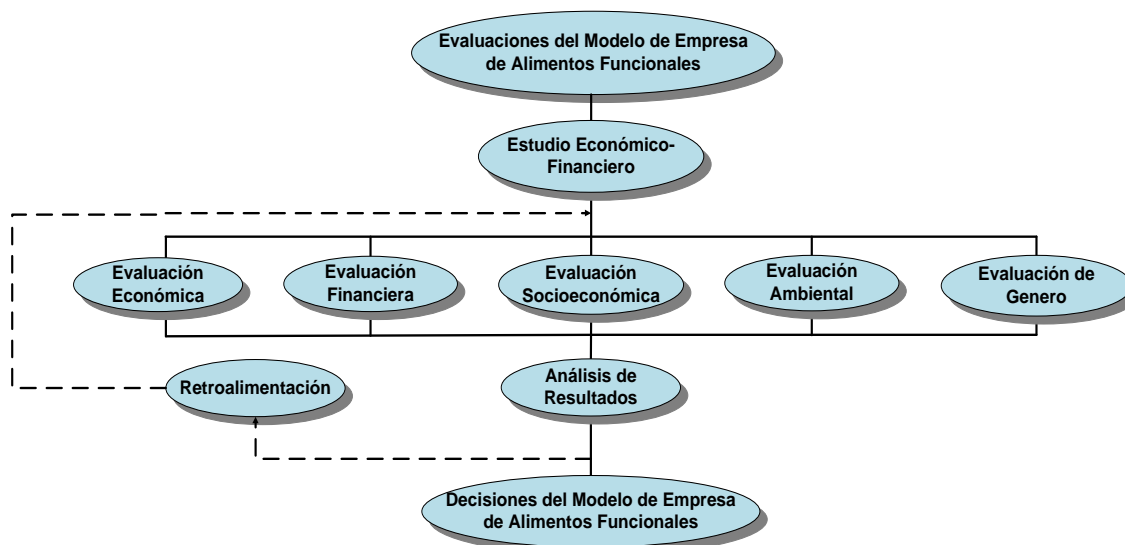 Evaluaciones del Modelo de Empresa
de Alimentos Funcionales
Estudio Económico-
Financiero
Evaluación
Económica
Evaluación
Financiera
Evaluación
Socioeconómica
Evaluación
Ambiental
Evaluación de
Genero
Retroalimentación
Análisis de
Resultados
Decisiones del Modelo de Empresa
de Alimentos Funcionales